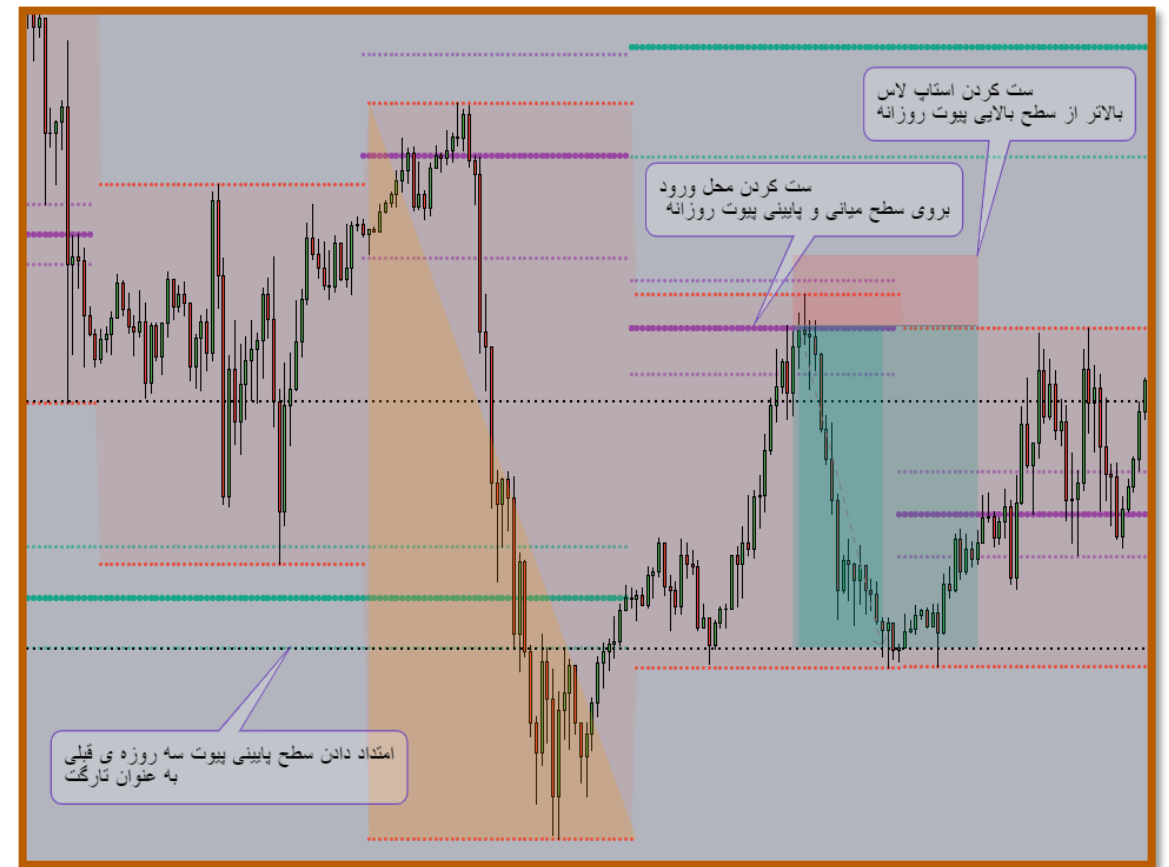 ست کردن استاپ لاس
بالاتر از سطح بالایی پیوت روزانه
ست کردن محل ورود
بروی سطح میانی و پایینی پیوت روزانه
امتداد دادن سطح پایینی پیوت سه روزه ی قبلی
به عنوان تارگت